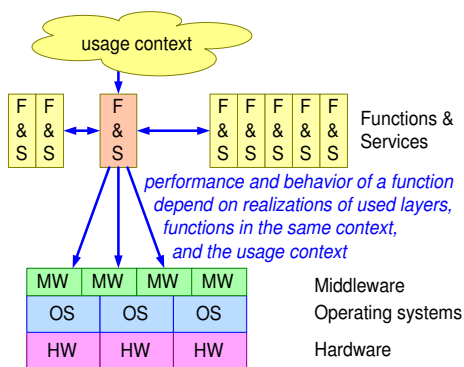 usage context
F & S
F & S
F & S
F & S
F & S
F & S
F & S
F & S
Functions &
Services
performance and behavior of a function
depend on realizations of used layers,
functions in the same context,
and the usage context
MW MW MW MW
Middleware
OS OS OS
Operating systems
HW HW HW
Hardware